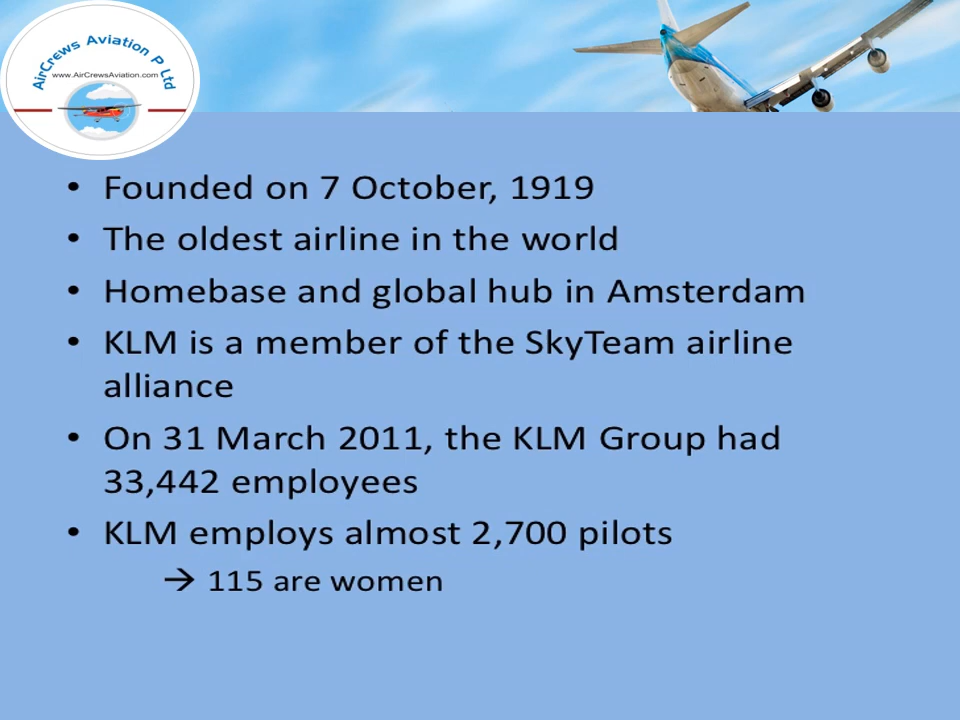 AirCrews Aviation P Ltd
www.AirCrewsAviation.com
• Founded on 7 October, 1919
• The oldest airline in the world
• Homebase and global hub in Amsterdam
• KLM is a member of the SkyTeam airline
alliance
• On 31 March 2011, the KLM Group had
33,442 employees
• KLM employs almost 2,700 pilots
→ 115 are women